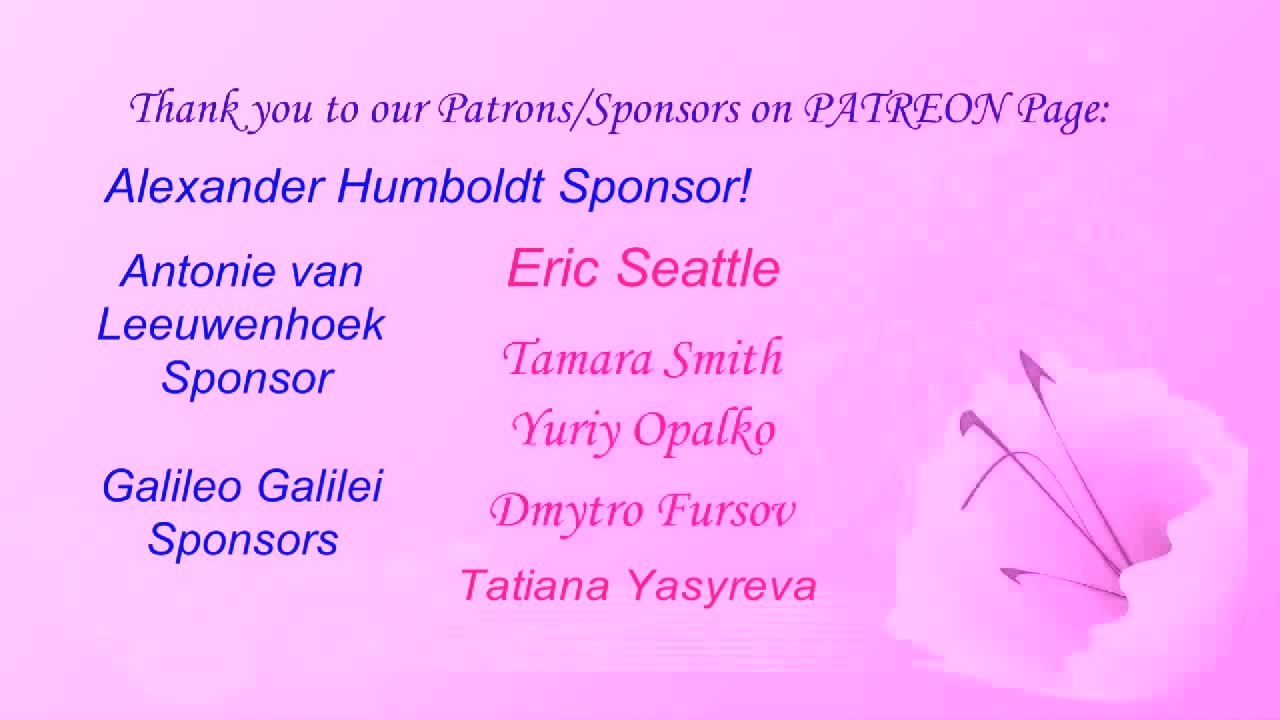 Thank you to our Patrons/Sponsors on PATREON Page:
Alexander Humboldt Sponsor!
Antonie van
Leeuwenhoek
Sponsor
Eric Seattle
Tamara Smith
Yuriy Opalko
Galileo Galilei
Sponsors
Dmytro Fursov
Tatiana Yasyreva